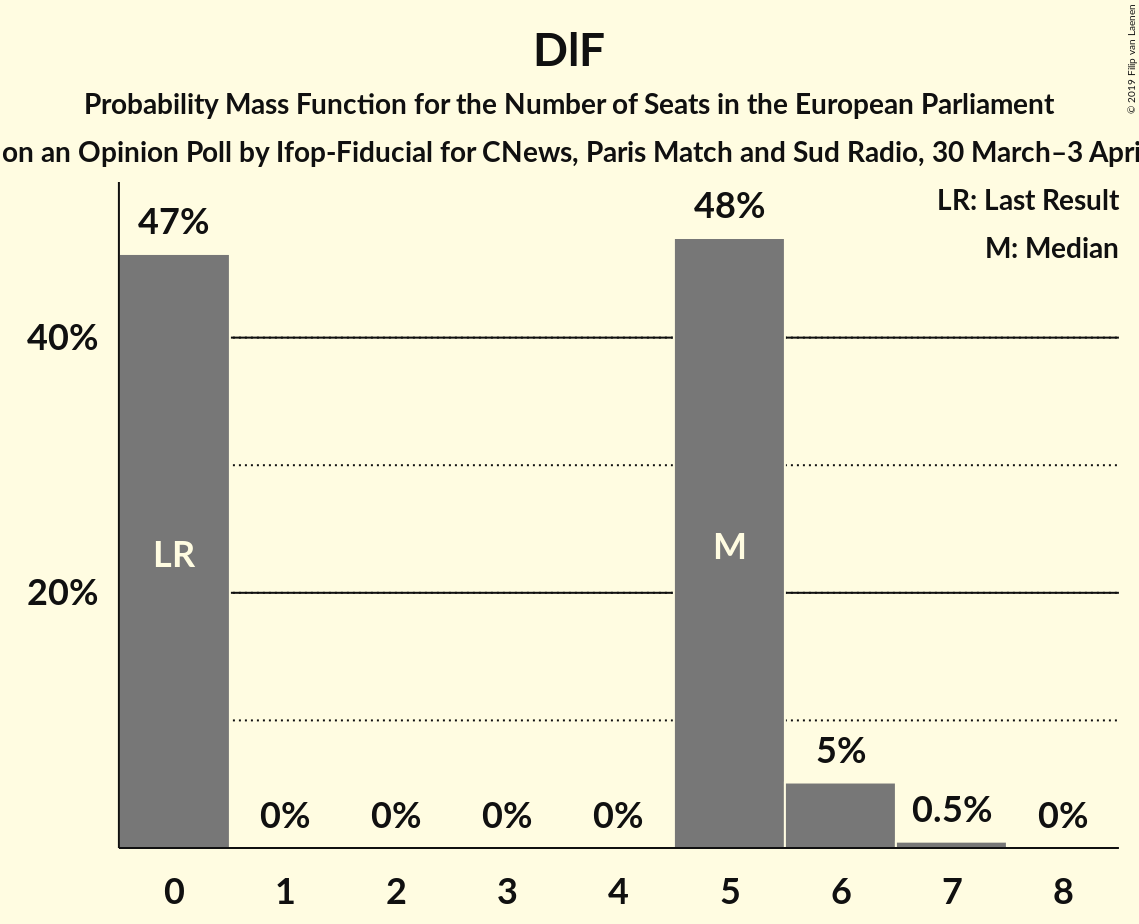 DlF
Probability Mass Function for the Number of Seats in the European Parliament
on an Opinion Poll by Ifop-Fiducial for CNews, Paris Match and Sud Radio, 30 March–3 Apri
© 2019 Filip van Laenen
LR: Last Result
M: Median
47%
48%
40%
LR
M
20%
5%
0%
0%
0%
0%
0.5%
0%
0
1
2
3
4
5
6
7
8